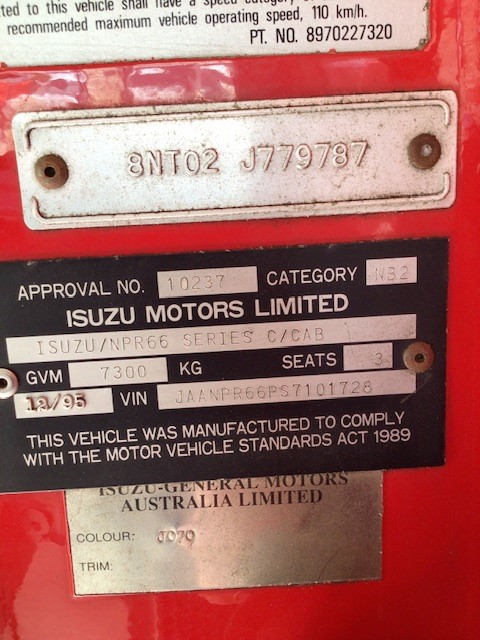 ted to this vehicle shall have a speed category of
recommended maximum vehicle operating speed, 110 km/h.
PT. NO. 8970227320
8NT02 J779787
APPROVAL NO. 10237 CATEGORY NB2
ISUZU MOTORS LIMITED
ISUZU/NPR66 SERIES C/CAB
GVM 7300 KG SEATS 3
12/95 VIN JAANPR66PS7101728
THIS VEHICLE WAS MANUFACTURED TO COMPLY
WITH THE MOTOR VEHICLE STANDARDS ACT 1989
ISUZU-GENERAL MOTORS
AUSTRALIA LIMITED
COLOUR: J070
TRIM: